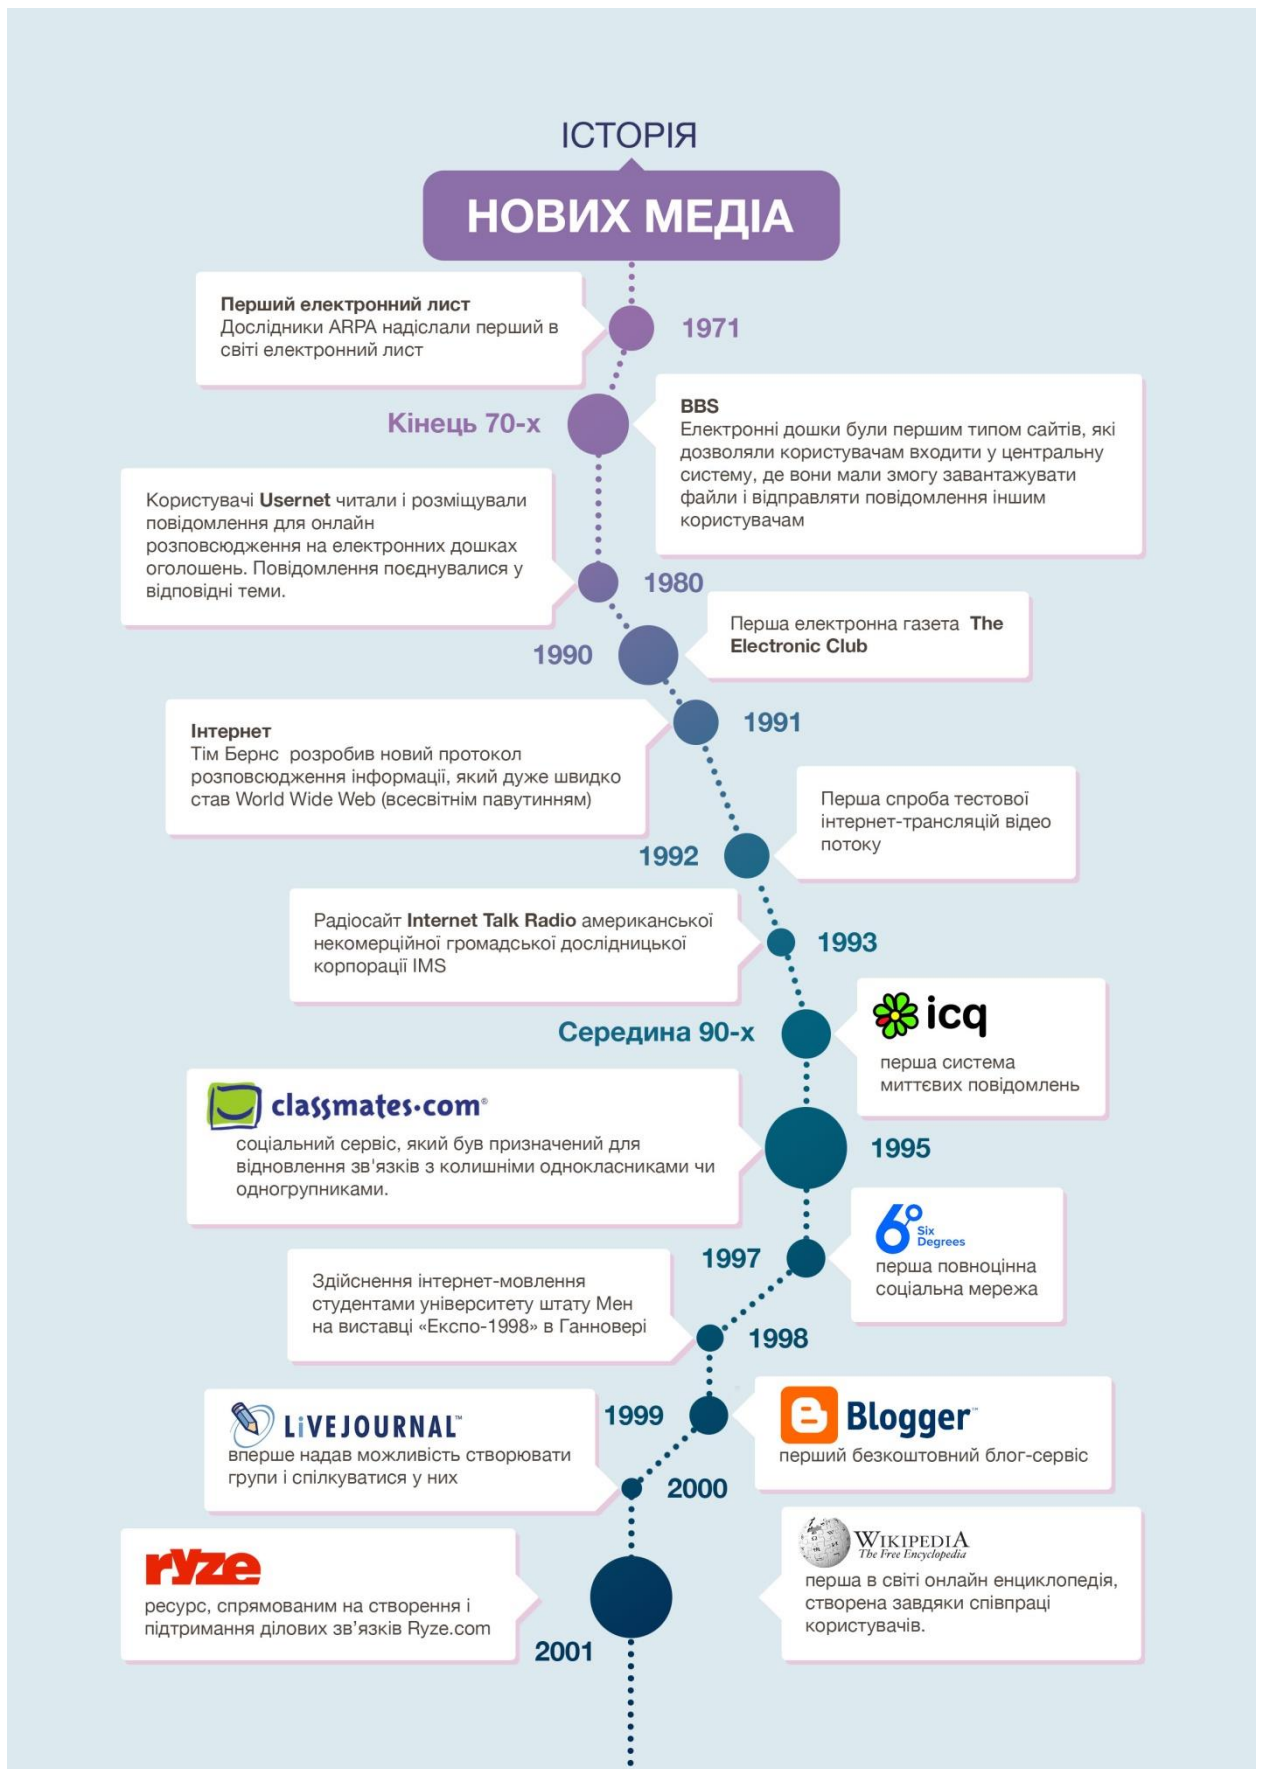 ІСТОРІЯ
НОВИХ МЕДІА
Перший електронний лист
Дослідники ARPA надіслали перший в
світі електронний лист
1971
Кінець 70-х
BBS
Електронні дошки були першим типом сайтів, які
дозволяли користувачам входити у центральну
систему, де вони мали змогу завантажувати
файли і відправляти повідомлення іншим
користувачам
Користувачі Usernet читали і розміщували
повідомлення для онлайн
розповсюдження на електронних дошках
оголошень. Повідомлення поєднувалися у
відповідні теми.
1980
1990
Перша електронна газета The
Electronic Club
Інтернет
Тім Бернс розробив новий протокол
розповсюдження інформації, який дуже швидко
став World Wide Web (всесвітнім павутинням)
1991
1992
Перша спроба тестової
інтернет-трансляцій відео
потоку
Радіосайт Internet Talk Radio американської
некомерційної громадської дослідницької
корпорації IMS
1993
Середина 90-х
icq
перша система
миттєвих повідомлень
classmates.com®
соціальний сервіс, який був призначений для
відновлення зв'язків з колишніми однокласниками чи
одногрупниками.
1995
1997
6°
Six
Degrees
перша повноцінна
соціальна мережа
Здійснення інтернет-мовлення
студентами університету штату Мен
на виставці «Експо-1998» в Ганновері
1998
1999
Blogger™
перший безкоштовний блог-сервіс
LiVEJOURNAL™
вперше надав можливість створювати
групи і спілкуватися у них
2000
ryze
ресурс, спрямованим на створення і
підтримання ділових зв’язків Ryze.com
2001
WIKIPEDIA
The Free Encyclopedia
перша в світі онлайн енциклопедія,
створена завдяки співпраці
користувачів.